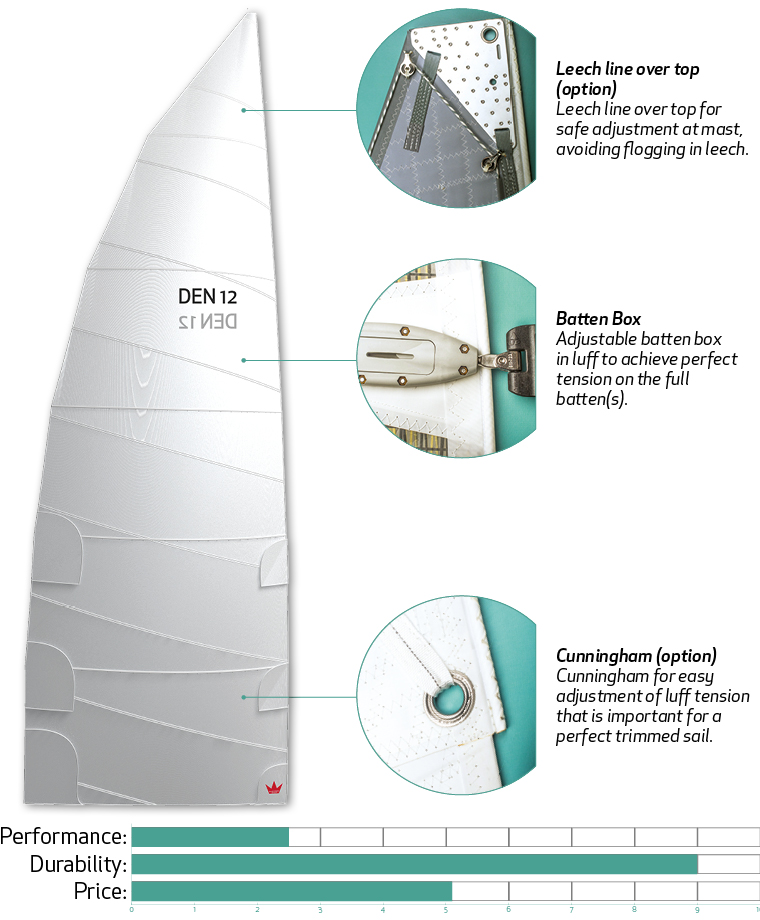 Leech line over top
(option)
Leech line over top for
safe adjustment at mast,
avoiding flogging in leech.
DEN 12
DEN 12
Batten Box
Adjustable batten box
in luff to achieve perfect
tension on the full
batten(s).
Cunningham (option)
Cunningham for easy
adjustment of luff tension
that is important for a
perfect trimmed sail.
Performance:
Durability:
Price:
0 1 2 3 4 5 6 7 8 9 10